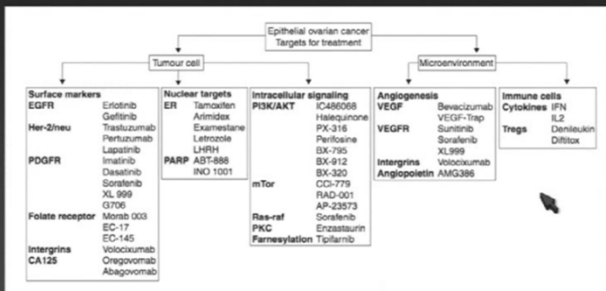 Epithelial ovarian cancer
Targets for treatment
Tumour cell
Microenvironment
Surface markers
EGFR Erlotinib
Gefitinib
Her-2/neu Trastuzumab
Pertuzumab
Lapatinib
PDGFR Imatinib
Dasatinib
Sorafenib
XL 999
G706
Folate receptor Morab 003
EC-17
EC-145
Intergrins Volociximab
CA125 Oregovomab
Abagovomab
Nuclear targets
ER Tamoxifen
Arimidex
Examestane
Letrozole
LHRH
PARP ABT-888
INO 1001
Intracellular signaling
PI3K/AKT IC486068
Halequinone
PX-316
Perifosine
BX-795
BX-912
BX-320
mTor CCI-779
RAD-001
AP-23573
Ras-raf Sorafenib
PKC Enzastaurin
Farnesylation Tipifarnib
Angiogenesis
VEGF Bevacizumab
VEGF-Trap
VEGFR Sunitinib
Sorafenib
XL999
Intergrins Volociximab
Angiopoietin AMG386
Immune cells
Cytokines IFN
IL2
Tregs Denileukin
Diftitox